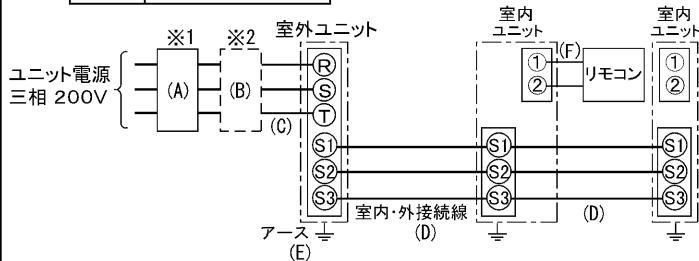 ※1
※2
室外ユニット
室内
ユニット
室内
ユニット
ユニット電源
三相 200V
(A)
(B)
(C)
R
S
T
①
②
(F)
リモコン
①
②
S1
S2
S3
S1
S2
S3
S1
S2
S3
室内・外接続線
(D)
(D)
アース
(E)